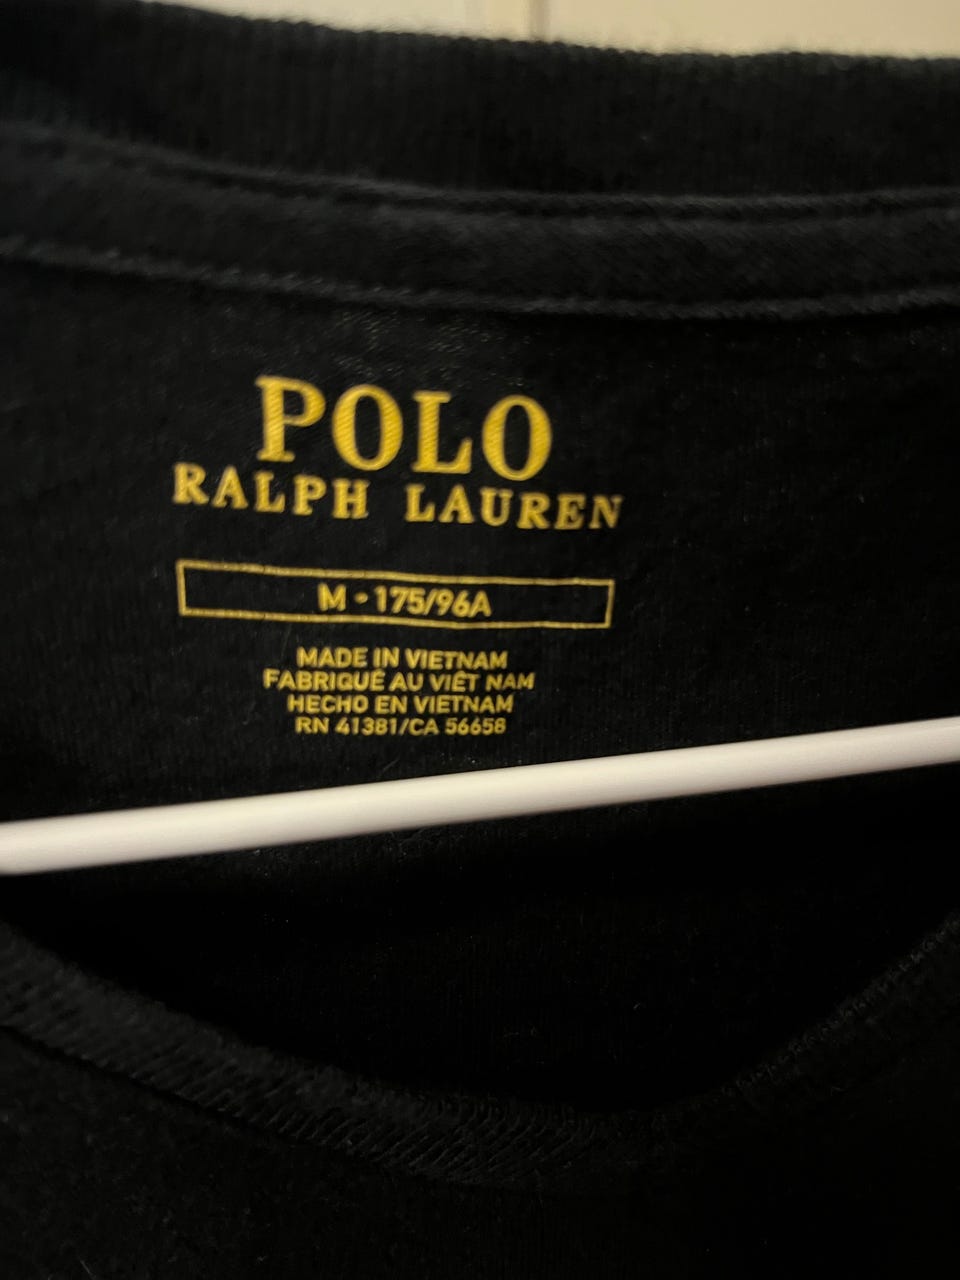 POLO
RALPH LAUREN
M • 175/96A
MADE IN VIETNAM
FABRIQUÉ AU VIÊT NAM
HECHO EN VIETNAM
RN 41381/CA 56658